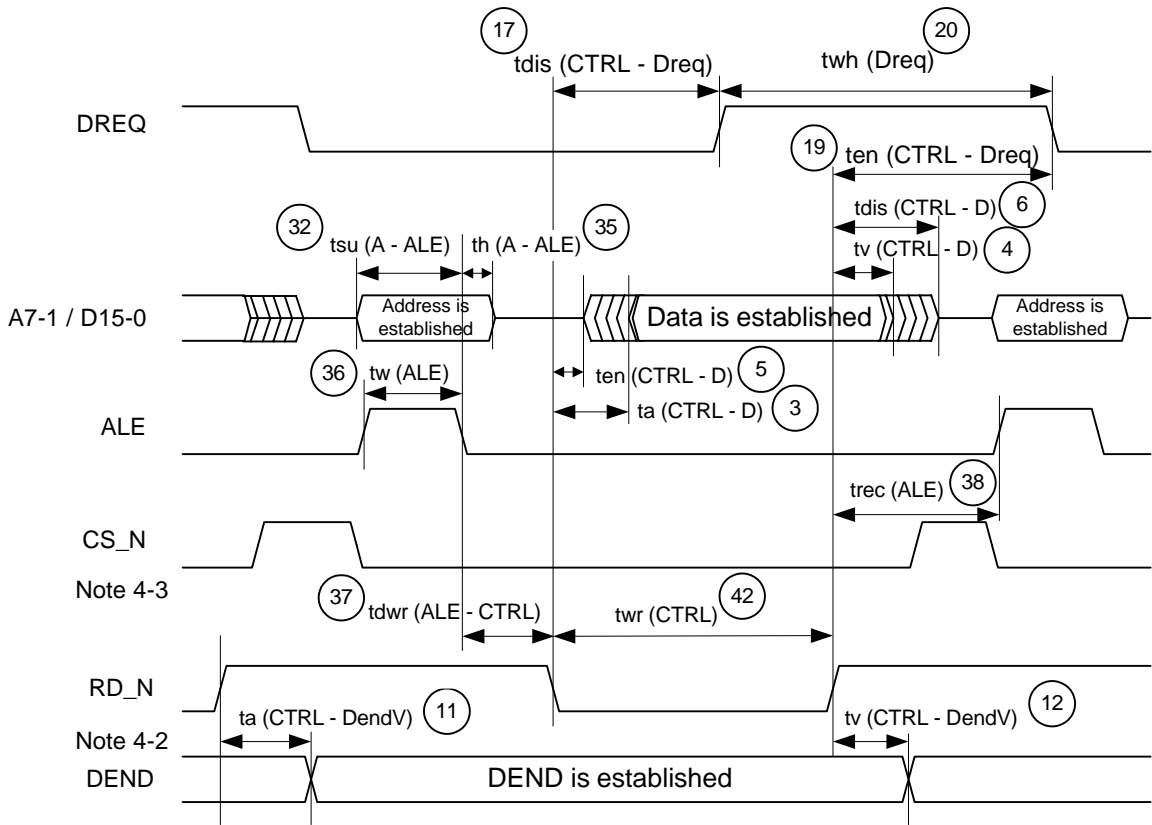 17
20
tdis (CTRL - Dreq)
twh (Dreq)
DREQ
19
ten (CTRL - Dreq)
32
35
tdis (CTRL - D)
6
tsu (A - ALE)
th (A - ALE)
tv (CTRL - D)
4
A7-1 / D15-0
Address is
established
Data is established
Address is
established
36
tw (ALE)
ten (CTRL - D)
5
ta (CTRL - D)
3
ALE
trec (ALE)
38
CS_N
Note 4-3
37
tdwr (ALE - CTRL)
twr (CTRL)
42
RD_N
ta (CTRL - DendV)
11
tv (CTRL - DendV)
12
Note 4-2
DEND
DEND is established